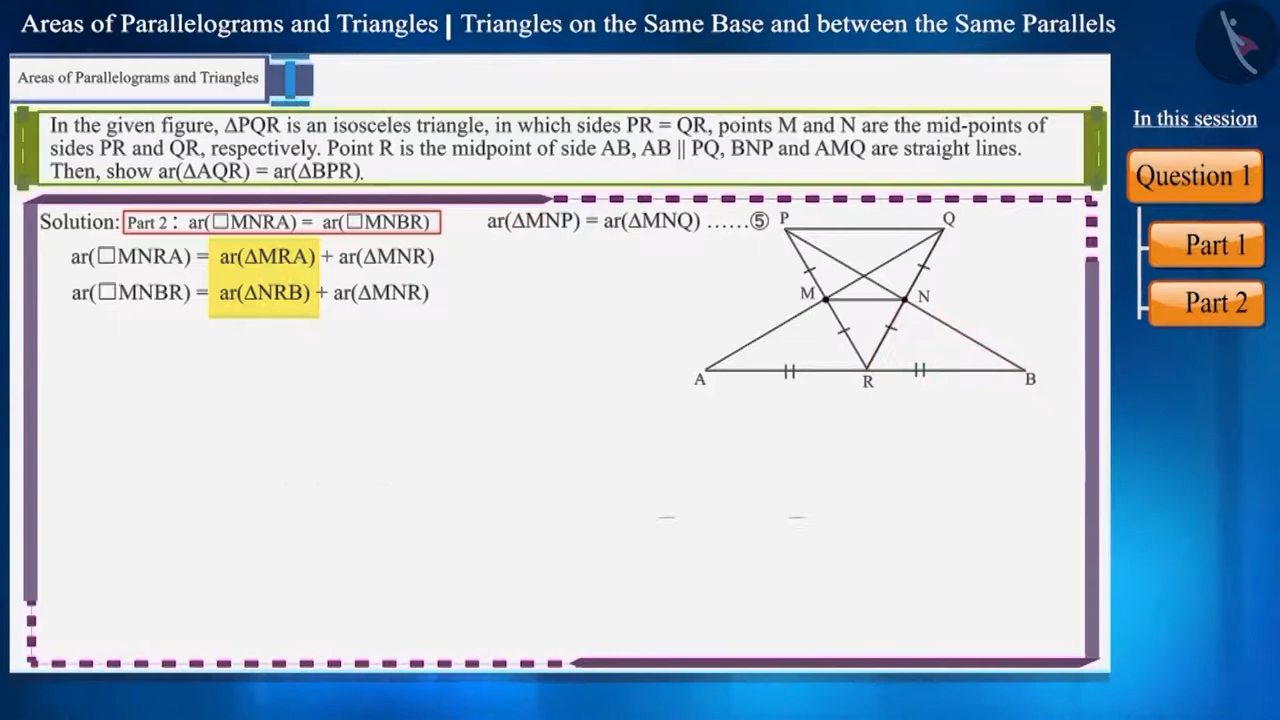 Areas of Parallelograms and Triangles | Triangles on the Same Base and between the Same Parallels
Areas of Parallelograms and Triangles
In this session
Question 1
Part 1
Part 2
In the given figure, ΔPQR is an isosceles triangle, in which sides PR = QR, points M and N are the mid-points of
sides PR and QR, respectively. Point R is the midpoint of side AB, AB || PQ, BNP and AMQ are straight lines.
Then, show ar(ΔAQR) = ar(ΔBPR).
Solution: Part 2 : ar(□MNRA) = ar(□MNBR)
ar(ΔMNP) = ar(ΔMNQ) ......⑤
ar(□MNRA) = ar(ΔMRA) + ar(ΔMNR)
ar(□MNBR) = ar(ΔNRB) + ar(ΔMNR)
P
Q
M
N
A
R
B